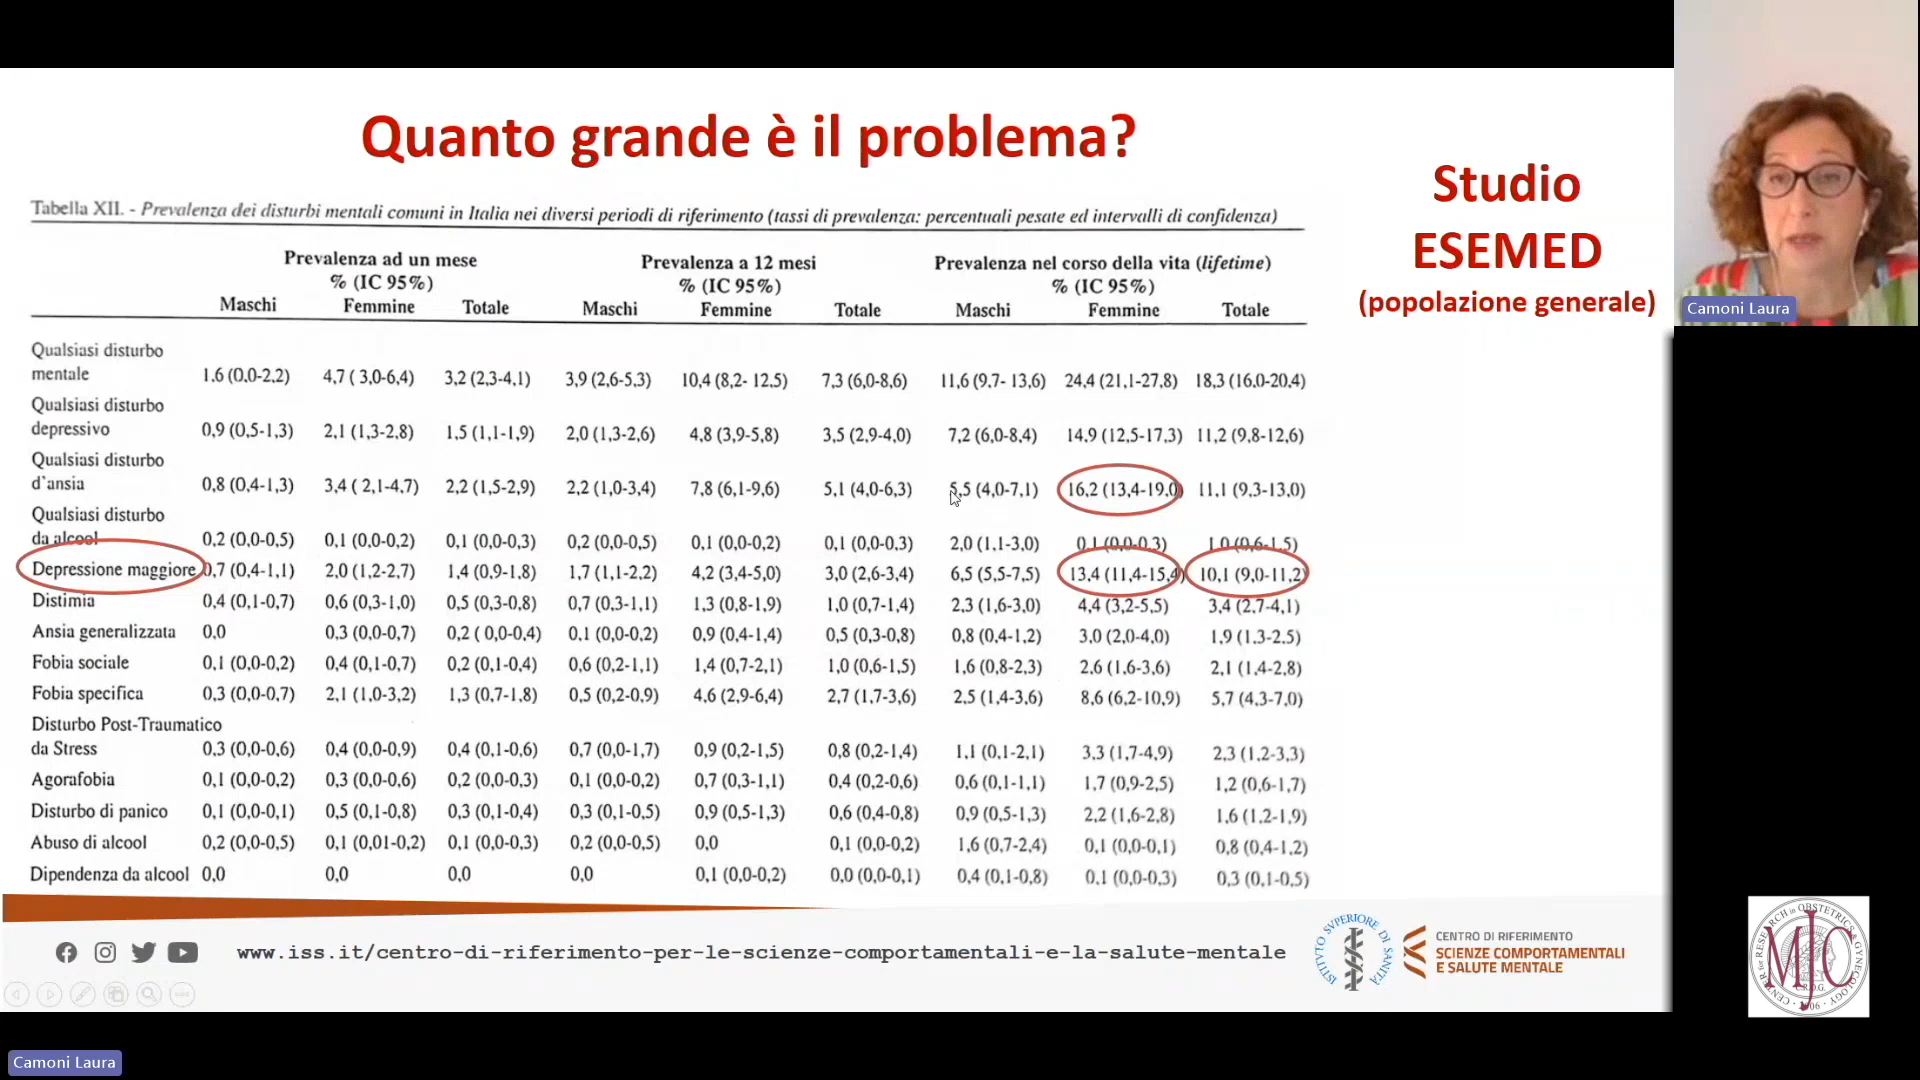 Quanto grande è il problema?
Studio
ESEMED
(popolazione generale)
Camoni Laura
Tabella XII. - Prevalenza dei disturbi mentali comuni in Italia nei diversi periodi di riferimento (tassi di prevalenza: percentuali pesate ed intervalli di confidenza)
Prevalenza ad un mese Prevalenza a 12 mesi Prevalenza nel corso della vita (lifetime)
% (IC 95%) % (IC 95%) % (IC 95%)
Maschi Femmine Totale Maschi Femmine Totale Maschi Femmine Totale
Qualsiasi disturbo
mentale 1.6 (0.0-2.2) 4,7 ( 3,0-6,4) 3,2 (2,3-4,1) 3,9 (2,6-5.3) 10,4 (8,2- 12,5) 7,3 (6,0-8,6) 11,6 (9,7- 13,6) 24,4 (21,1-27,8) 18,3 (16,0-20,4)
Qualsiasi disturbo
depressivo 0,9 (0,5-1,3) 2,1 (1,3-2,8) 1,5 (1,1-1,9) 2,0 (1,3-2,6) 4,8 (3,9-5,8) 3,5 (2,9-4,0) 7,2 (6,0-8,4) 14,9 (12,5-17,3) 11,2 (9,8-12,6)
Qualsiasi disturbo
d'ansia 0,8 (0,4-1,3) 3,4 ( 2,1-4,7) 2,2 (1,5-2,9) 2,2 (1,0-3,4) 7,8 (6,1-9,6) 5,1 (4,0-6,3) 5,5 (4,0-7,1) 16,2 (13,4-19,0) 11,1 (9,3-13,0)
Qualsiasi disturbo
da alcool 0,2 (0,0-0,5) 0,1 (0,0-0,2) 0,1 (0,0-0,3) 0,2 (0,0-0,5) 0,1 (0,0-0,2) 0,1 (0,0-0,3) 2,0 (1,1-3,0) 0,1 (0,0-0,3) 1,0 (0,6-1,5)
Depressione maggiore 0,7 (0,4-1,1) 2,0 (1,2-2,7) 1,4 (0,9-1,8) 1,7 (1,1-2,2) 4,2 (3,4-5,0) 3,0 (2,6-3,4) 6,5 (5,5-7,5) 13,4 (11,4-15,4) 10,1 (9,0-11,2)
Distimia 0,4 (0,1-0,7) 0,6 (0,3-1,0) 0,5 (0,3-0,8) 0,7 (0,3-1,1) 1,3 (0,8-1,9) 1,0 (0,7-1,4) 2,3 (1,6-3,0) 4,4 (3,2-5,5) 3,4 (2,7-4,1)
Ansia generalizzata 0,0 0,3 (0,0-0,7) 0,2 ( 0,0-0,4) 0,1 (0,0-0,2) 0,9 (0,4-1,4) 0,5 (0,3-0,8) 0,8 (0,4-1,2) 3,0 (2,0-4,0) 1,9 (1,3-2,5)
Fobia sociale 0,1 (0,0-0,2) 0,4 (0,1-0,7) 0,2 (0,1-0,4) 0,6 (0,2-1,1) 1,4 (0,7-2,1) 1,0 (0,6-1,5) 1,6 (0,8-2,3) 2,6 (1,6-3,6) 2,1 (1,4-2,8)
Fobia specifica 0,3 (0,0-0,7) 2,1 (1,0-3,2) 1,3 (0,7-1,8) 0,5 (0,2-0,9) 4,6 (2,9-6,4) 2,7 (1,7-3,6) 2,5 (1,4-3,6) 8,6 (6,2-10,9) 5,7 (4,3-7,0)
Disturbo Post-Traumatico
da Stress 0,3 (0,0-0,6) 0,4 (0,0-0,9) 0,4 (0,1-0,6) 0,7 (0,0-1,7) 0,9 (0,2-1,5) 0,8 (0,2-1,4) 1,1 (0,1-2,1) 3,3 (1,7-4,9) 2,3 (1,2-3,3)
Agorafobia 0,1 (0,0-0,2) 0,3 (0,0-0,6) 0,2 (0,0-0,3) 0,1 (0,0-0,2) 0,7 (0,3-1,1) 0,4 (0,2-0,6) 0,6 (0,1-1,1) 1,7 (0,9-2,5) 1,2 (0,6-1,7)
Disturbo di panico 0,1 (0,0-0,1) 0,5 (0,1-0,8) 0,3 (0,1-0,4) 0,3 (0,1-0,5) 0,9 (0,5-1,3) 0,6 (0,4-0,8) 0,9 (0,5-1,3) 2,2 (1,6-2,8) 1,6 (1,2-1,9)
Abuso di alcool 0,2 (0,0-0,5) 0,1 (0,01-0,2) 0,1 (0,0-0,3) 0,2 (0,0-0,5) 0,0 0,1 (0,0-0,2) 1,6 (0,7-2,4) 0,1 (0,0-0,1) 0,8 (0,4-1,2)
Dipendenza da alcool 0,0 0,0 0,0 0,0 0,1 (0,0-0,2) 0,0 (0,0-0,1) 0,4 (0,1-0,8) 0,1 (0,0-0,3) 0,3 (0,1-0,5)
www.iss.it/centro-di-riferimento-per-le-scienze-comportamentali-e-la-salute-mentale
ISTITVTO SVPERIORE DI SANITÀ
CENTRO DI RIFERIMENTO
SCIENZE COMPORTAMENTALI
E SALUTE MENTALE
CENTER for RESEARCH in OBSTETRICS & GYNECOLOGY
MJC
C.R.O.G.
2006
Camoni Laura